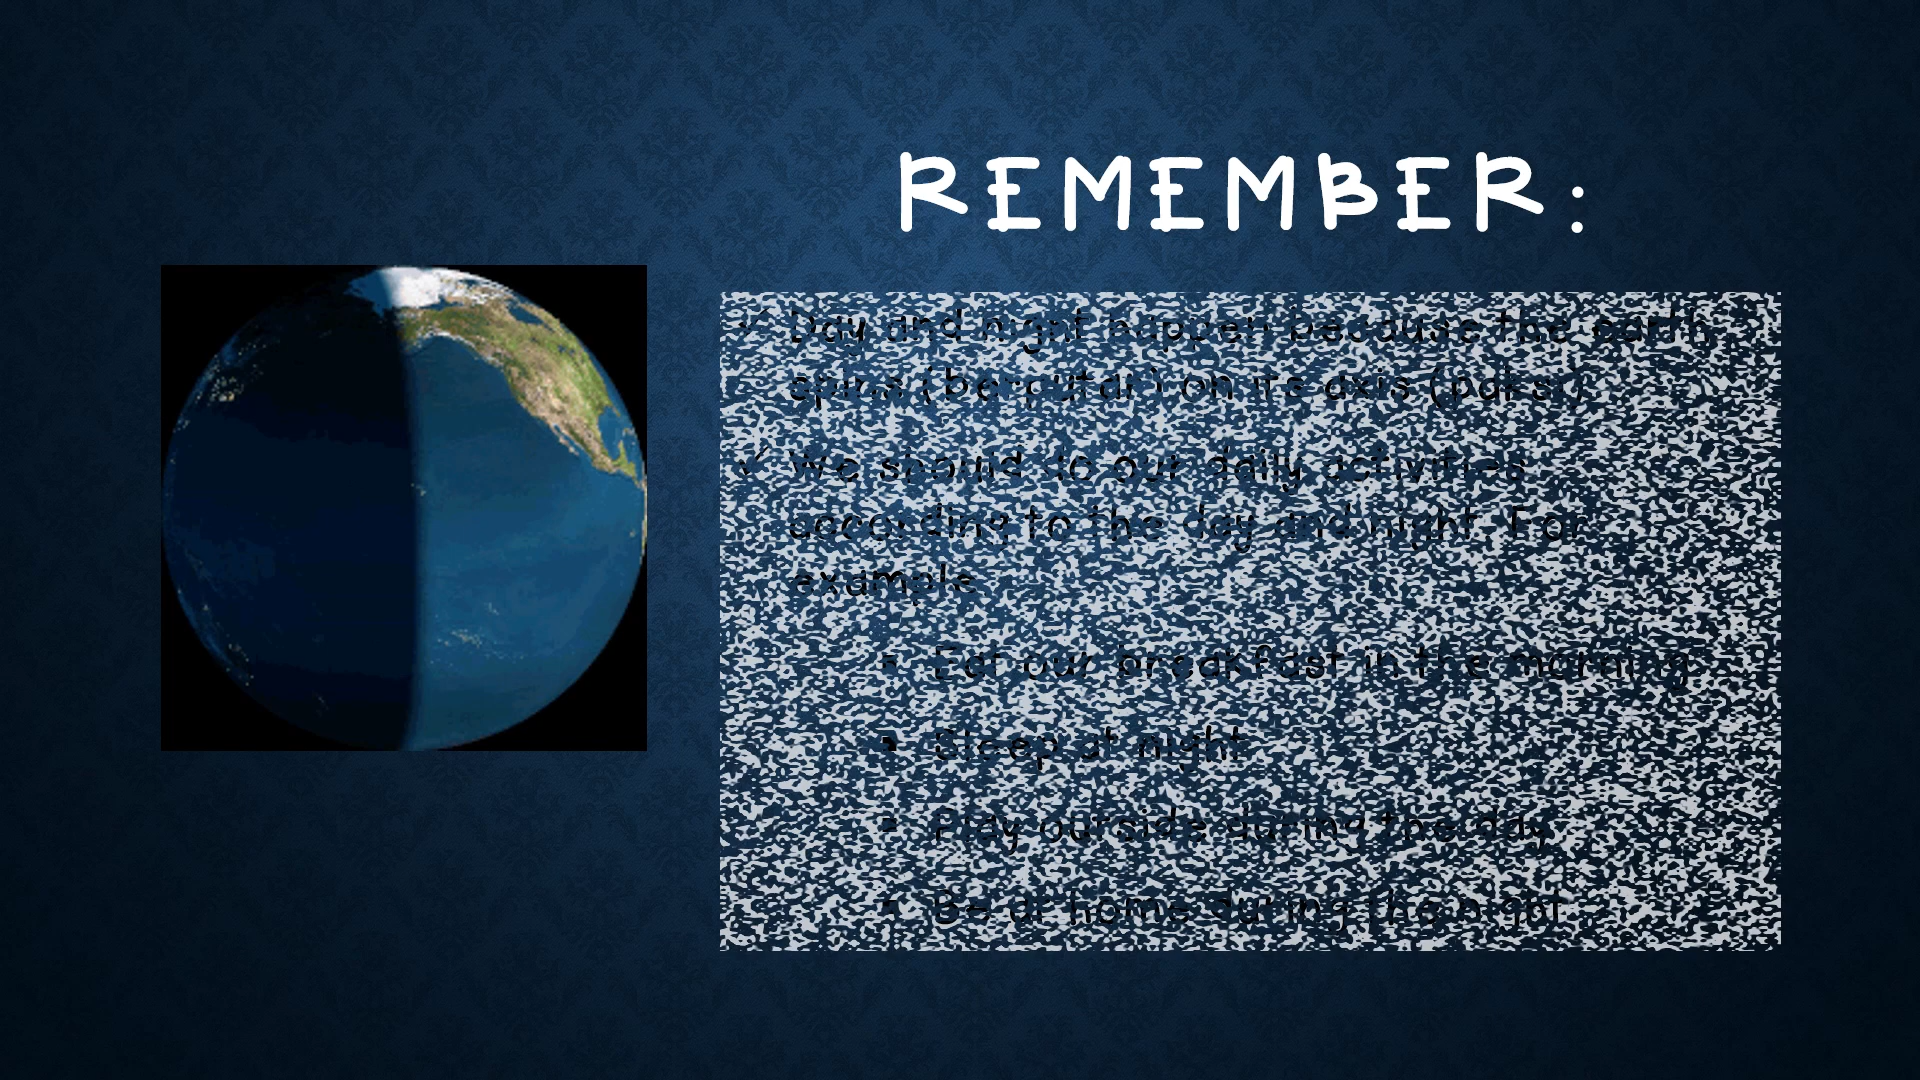 REMEMBER:
✓ Day and night happen because the earth
spins (berputar) on its axis (paksi)
✓ We should do our daily activities
according to the day and night. For
example
▪ Eat our breakfast in the morning
▪ Sleep at night
▪ Play outside during the day
▪ Be at home during the night